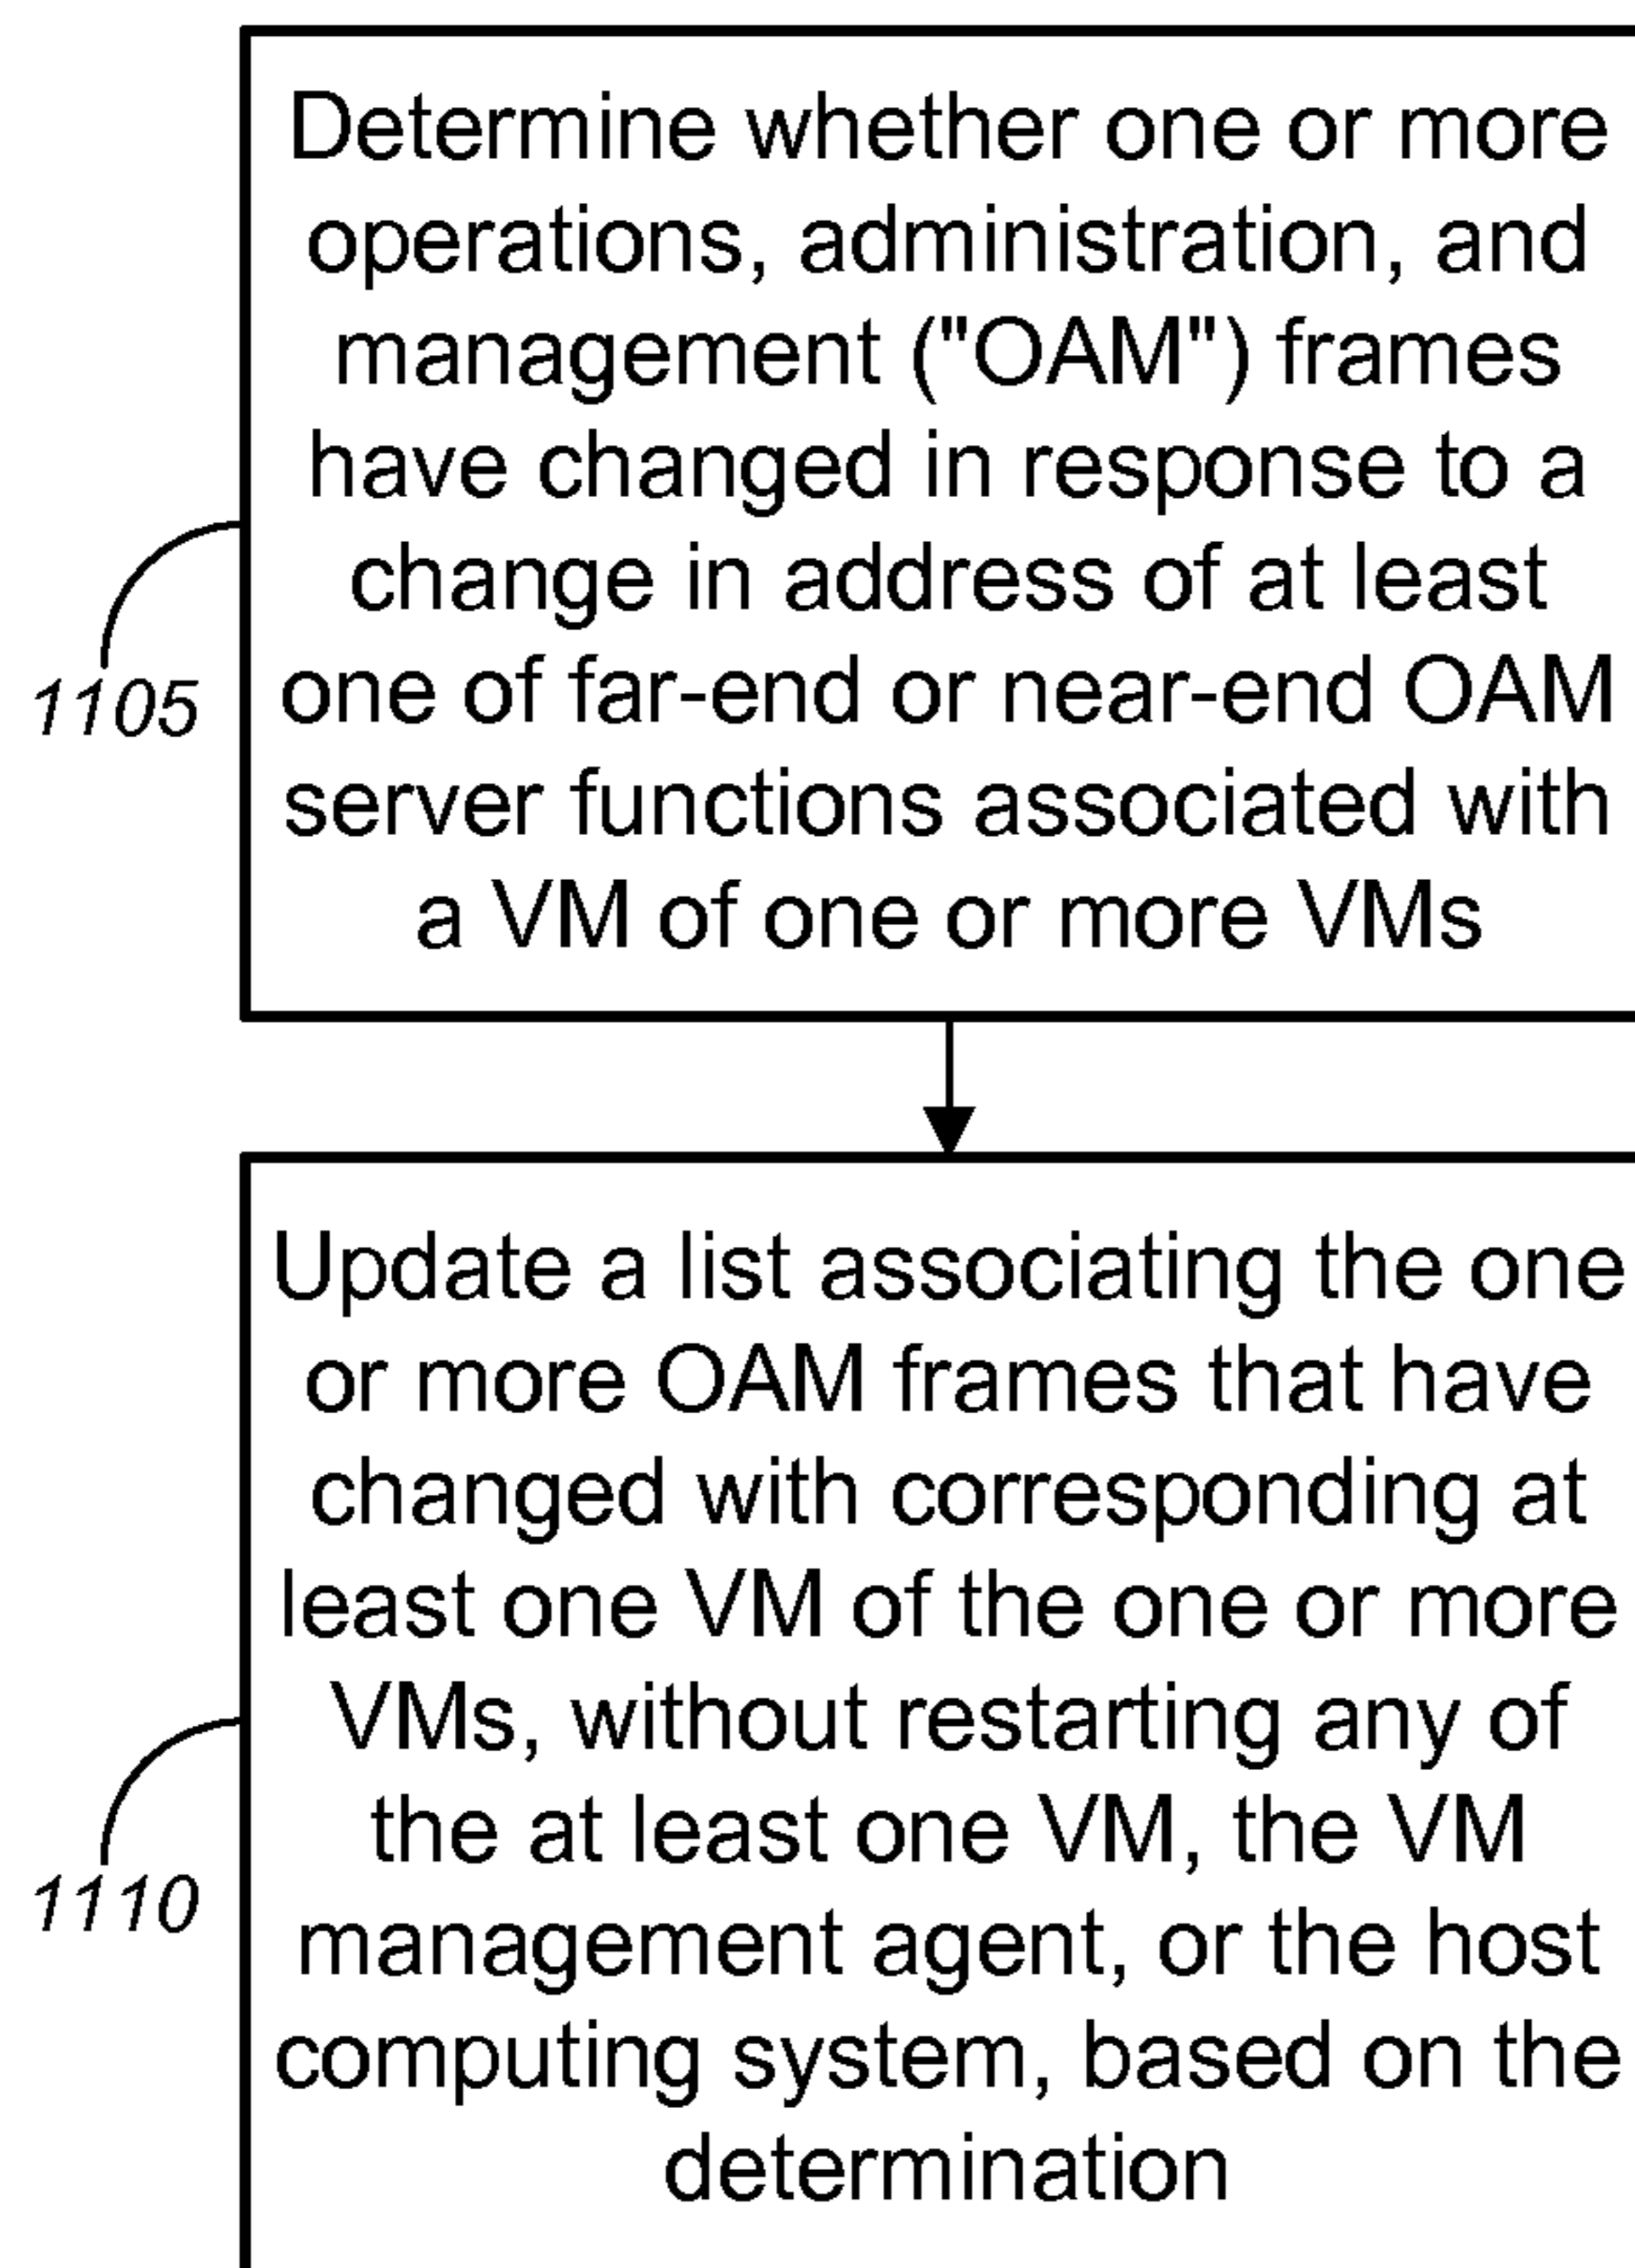 Determine whether one or more
operations, administration, and
management ("OAM") frames
have changed in response to a
change in address of at least
one of far-end or near-end OAM
server functions associated with
a VM of one or more VMs
1105
Update a list associating the one
or more OAM frames that have
changed with corresponding at
least one VM of the one or more
VMs, without restarting any of
the at least one VM, the VM
management agent, or the host
computing system, based on the
determination
1110